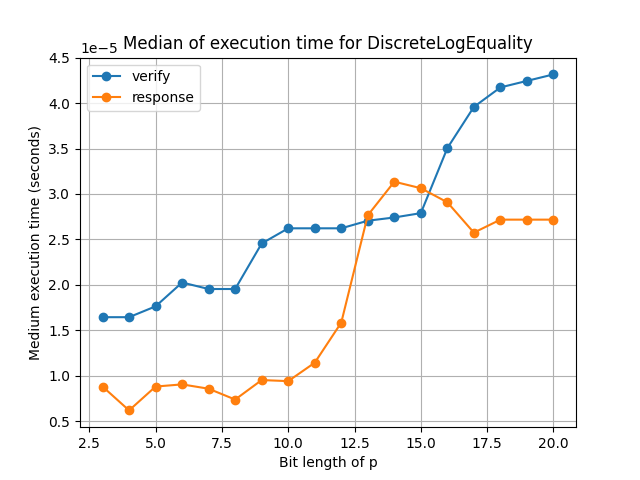 Median of execution time for DiscreteLogEquality
1e−5
verify
response
4.5
4.0
3.5
3.0
2.5
2.0
1.5
1.0
0.5
Medium execution time (seconds)
2.5 5.0 7.5 10.0 12.5 15.0 17.5 20.0
Bit length of p